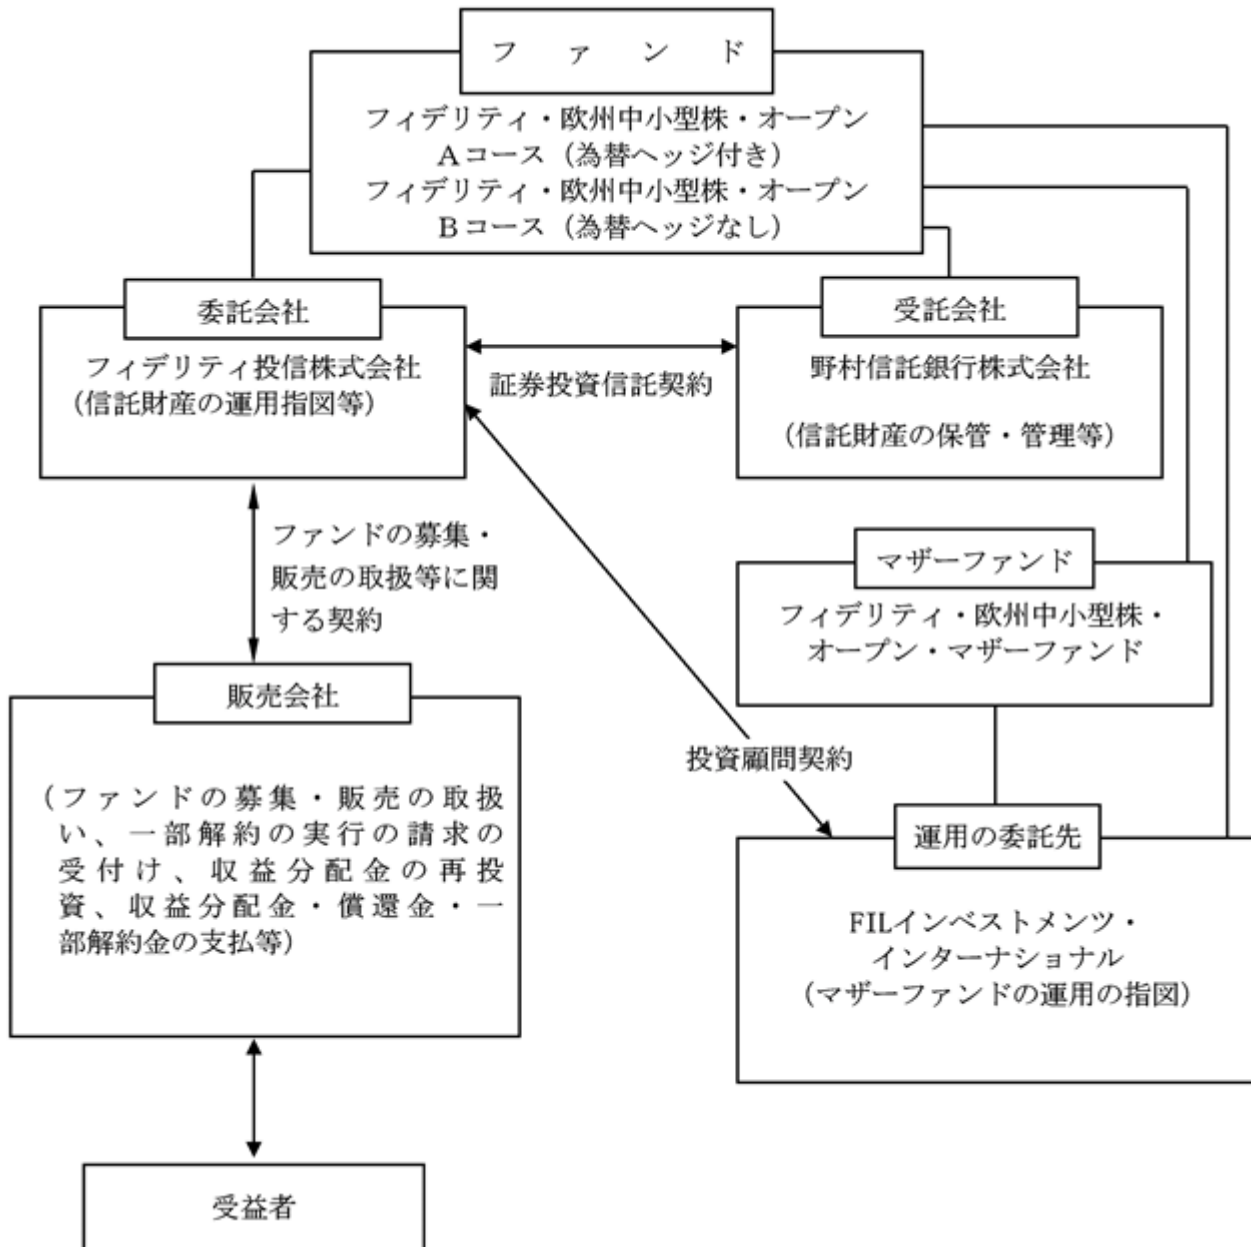 ファンド
フィデリティ・欧州中小型株・オープン
Aコース（為替ヘッジ付き）
フィデリティ・欧州中小型株・オープン
Bコース（為替ヘッジなし）
委託会社
フィデリティ投信株式会社
（信託財産の運用指図等）
証券投資信託契約
受託会社
野村信託銀行株式会社
（信託財産の保管・管理等）
ファンドの募集・
販売の取扱等に関
する契約
マザーファンド
フィデリティ・欧州中小型株・
オープン・マザーファンド
販売会社
（ファンドの募集・販売の取扱
い、一部解約の実行の請求の
受付け、収益分配金の再投
資、収益分配金・償還金・一
部解約金の支払等）
投資顧問契約
運用の委託先
FILインベストメンツ・
インターナショナル
（マザーファンドの運用の指図）
受益者